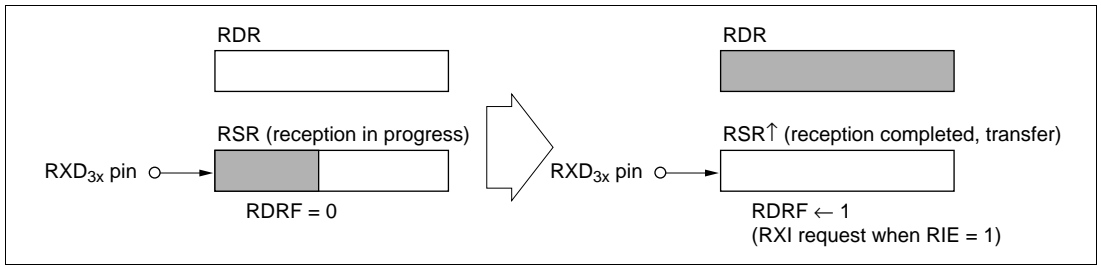 RDR
RSR (reception in progress)
RXD3x pin
RDRF = 0
RDR
RSR↑ (reception completed, transfer)
RXD3x pin
RDRF ← 1
(RXI request when RIE = 1)